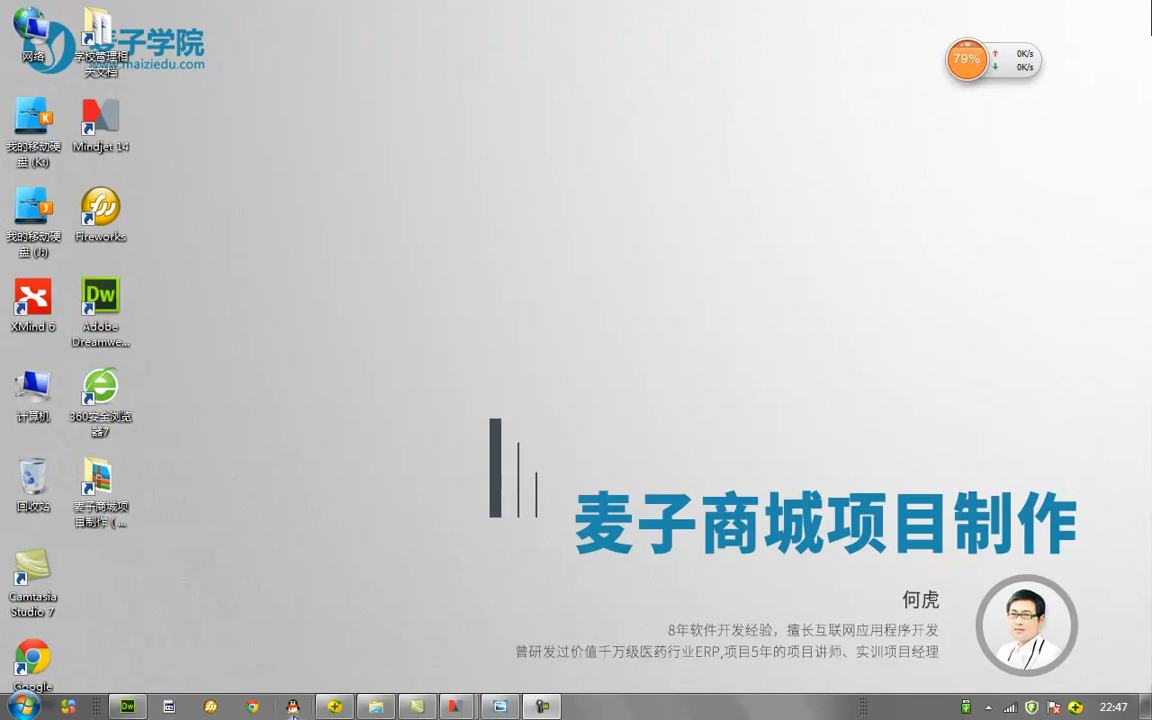 麦子学院
www.maiziedu.com
网络
学校管理相
关文档
79%
0K/s
0K/s
我的移动硬
盘 (K:)
Mindjet 14
我的移动硬
盘 (J:)
Fireworks
XMind 6
Dw
Adobe
Dreamwe...
计算机
360安全浏览
器7
回收站
麦子商城项
目制作 ( ...
Camtasia
Studio 7
Google
麦子商城项目制作
何虎
8年软件开发经验，擅长互联网应用程序开发
曾研发过价值千万级医药行业ERP,项目5年的项目讲师、实训项目经理
Dw
22:47